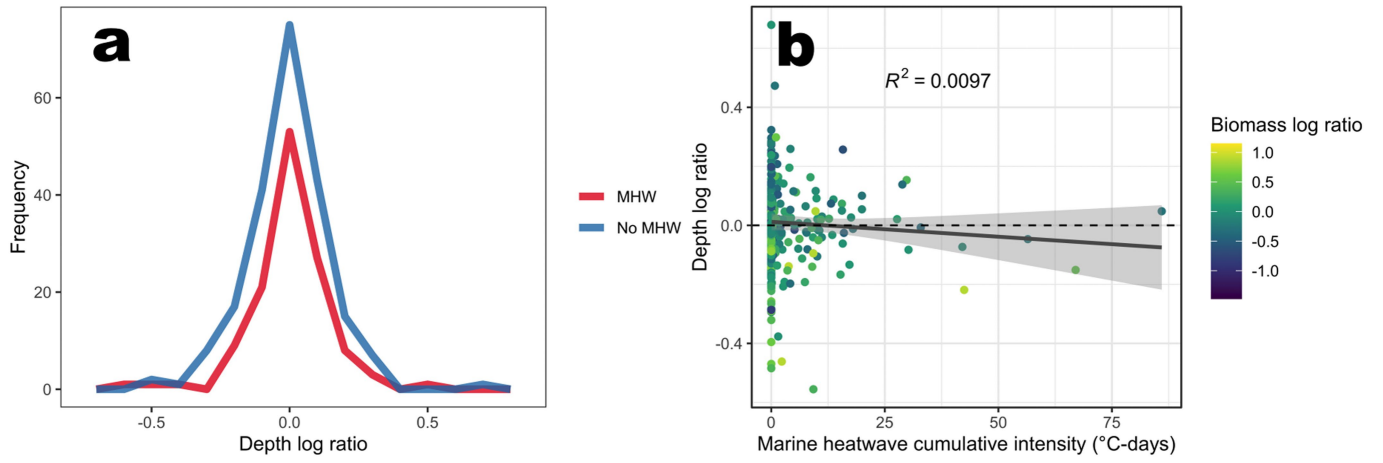 a
Frequency
60
40
20
0
-0.5
0.0
0.5
Depth log ratio
MHW
No MHW
b
R² = 0.0097
Depth log ratio
0.4
0.0
-0.4
0
25
50
75
Marine heatwave cumulative intensity (°C-days)
Biomass log ratio
1.0
0.5
0.0
-0.5
-1.0